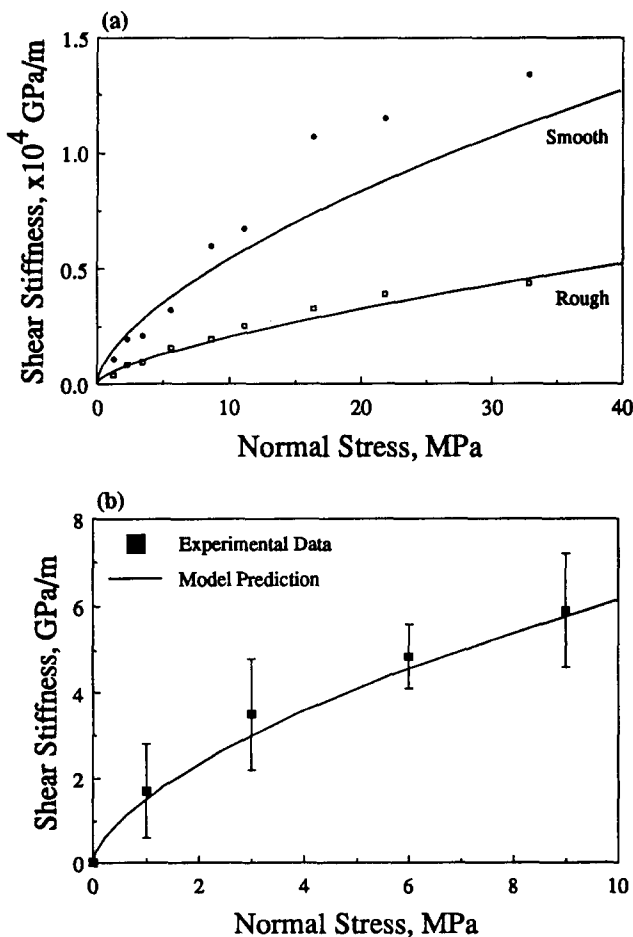 (a)
1.5
1.0
0.5
0.0
Shear Stiffness, x10⁴ GPa/m
Smooth
Rough
0 10 20 30 40
Normal Stress, MPa
(b)
8
6
4
2
0
Shear Stiffness, GPa/m
Experimental Data
Model Prediction
0 2 4 6 8 10
Normal Stress, MPa